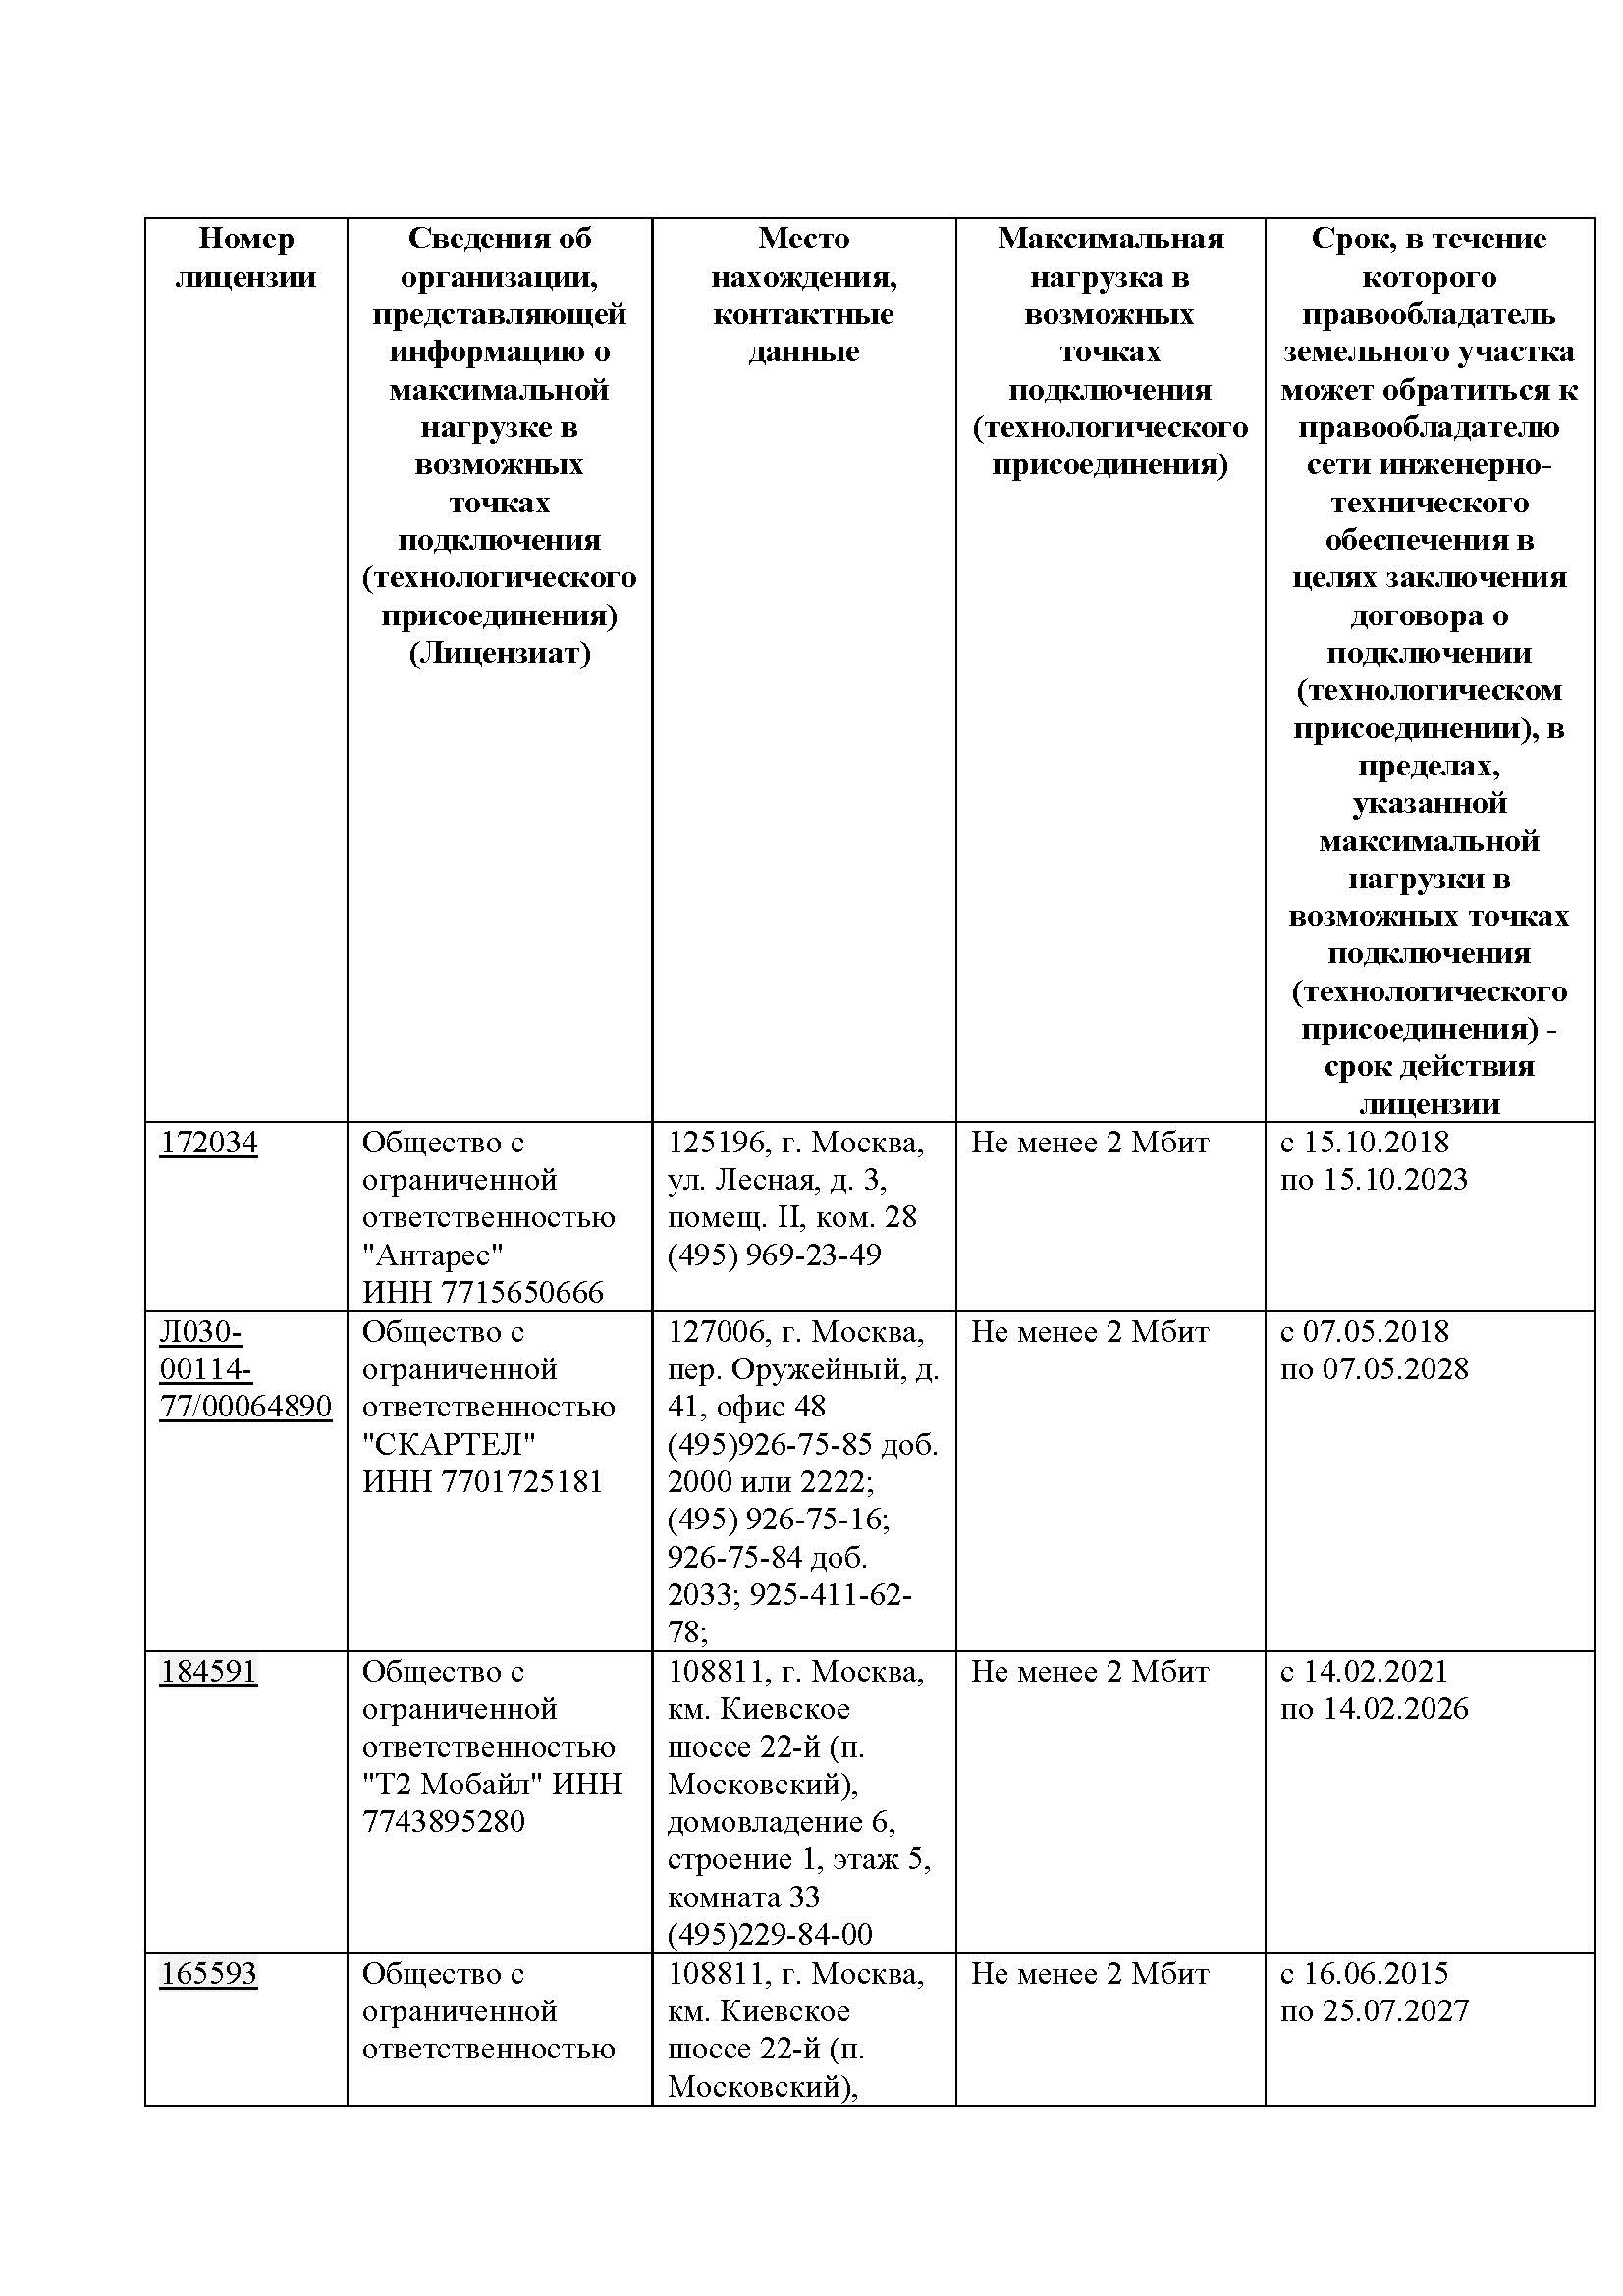 Номер
лицензии
Сведения об
организации,
представляющей
информацию о
максимальной
нагрузке в
возможных
точках
подключения
(технологического
присоединения)
(Лицензиат)
Место
нахождения,
контактные
данные
Максимальная
нагрузка в
возможных
точках
подключения
(технологического
присоединения)
Срок, в течение
которого
правообладатель
земельного участка
может обратиться к
правообладателю
сети инженерно-
технического
обеспечения в
целях заключения
договора о
подключении
(технологическом
присоединении), в
пределах,
указанной
максимальной
нагрузки в
возможных точках
подключения
(технологического
присоединения) -
срок действия
лицензии
172034
Общество с
ограниченной
ответственностью
"Антарес"
ИНН 7715650666
125196, г. Москва,
ул. Лесная, д. 3,
помещ. II, ком. 28
(495) 969-23-49
Не менее 2 Мбит
с 15.10.2018
по 15.10.2023
Л030-
00114-
77/00064890
Общество с
ограниченной
ответственностью
"СКАРТЕЛ"
ИНН 7701725181
127006, г. Москва,
пер. Оружейный, д.
41, офис 48
(495)926-75-85 доб.
2000 или 2222;
(495) 926-75-16;
926-75-84 доб.
2033; 925-411-62-
78;
Не менее 2 Мбит
с 07.05.2018
по 07.05.2028
184591
Общество с
ограниченной
ответственностью
"Т2 Мобайл" ИНН
7743895280
108811, г. Москва,
км. Киевское
шоссе 22-й (п.
Московский),
домовладение 6,
строение 1, этаж 5,
комната 33
(495)229-84-00
Не менее 2 Мбит
с 14.02.2021
по 14.02.2026
165593
Общество с
ограниченной
ответственностью
108811, г. Москва,
км. Киевское
шоссе 22-й (п.
Московский),
Не менее 2 Мбит
с 16.06.2015
по 25.07.2027